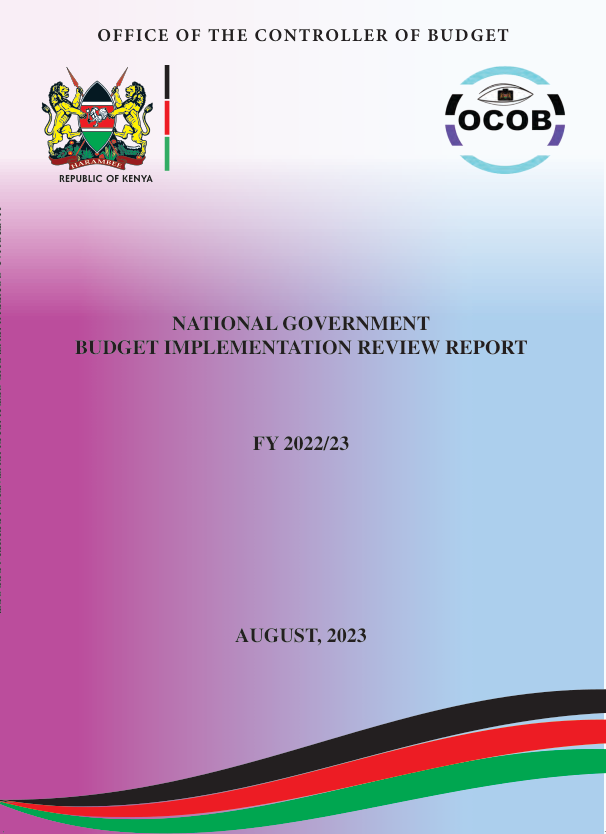 OFFICE OF THE CONTROLLER OF BUDGET
HARAMBEE
REPUBLIC OF KENYA
OCOB
NATIONAL GOVERNMENT
BUDGET IMPLEMENTATION REVIEW REPORT
FY 2022/23
AUGUST, 2023